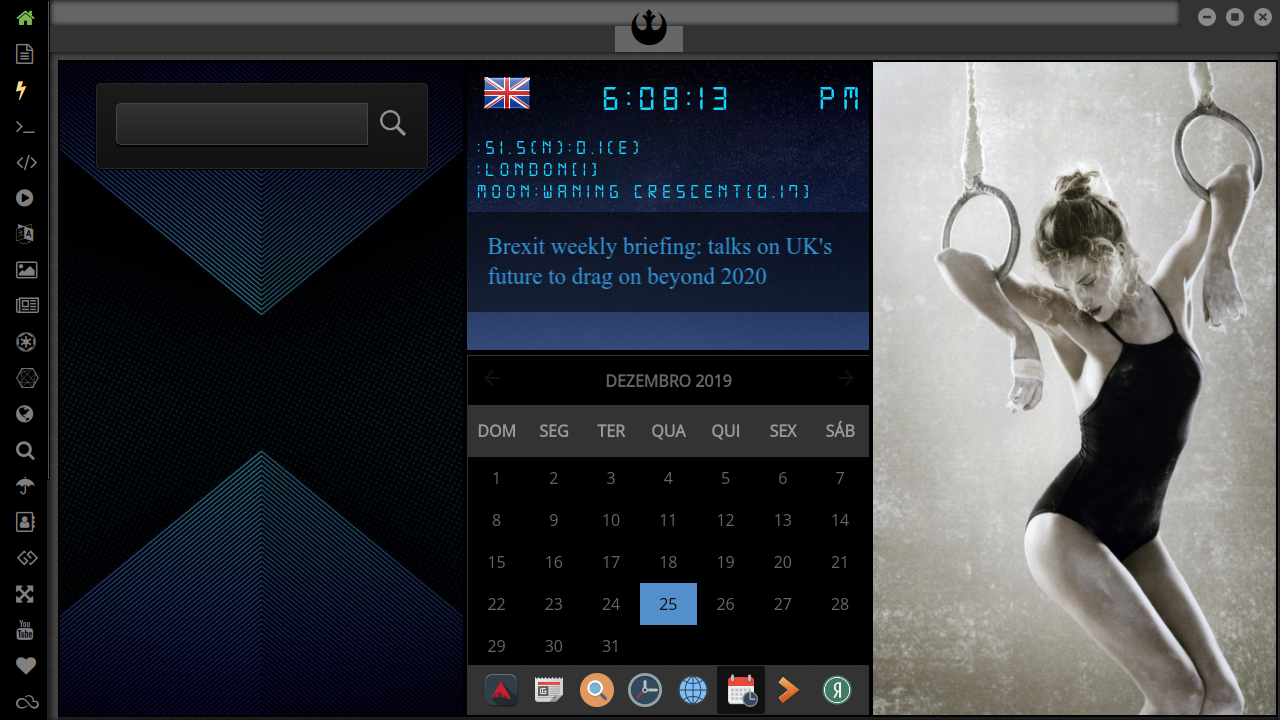 6:08:13 PM
:51.5(N):0.1(E)
:LONDON(1)
MOON:WANING CRESCENT(0.17)
Brexit weekly briefing: talks on UK's
future to drag on beyond 2020
DEZEMBRO 2019
DOM SEG TER QUA QUI SEX SÁB
1 2 3 4 5 6 7
8 9 10 11 12 13 14
15 16 17 18 19 20 21
22 23 24 25 26 27 28
29 30 31
You
Tube
Я